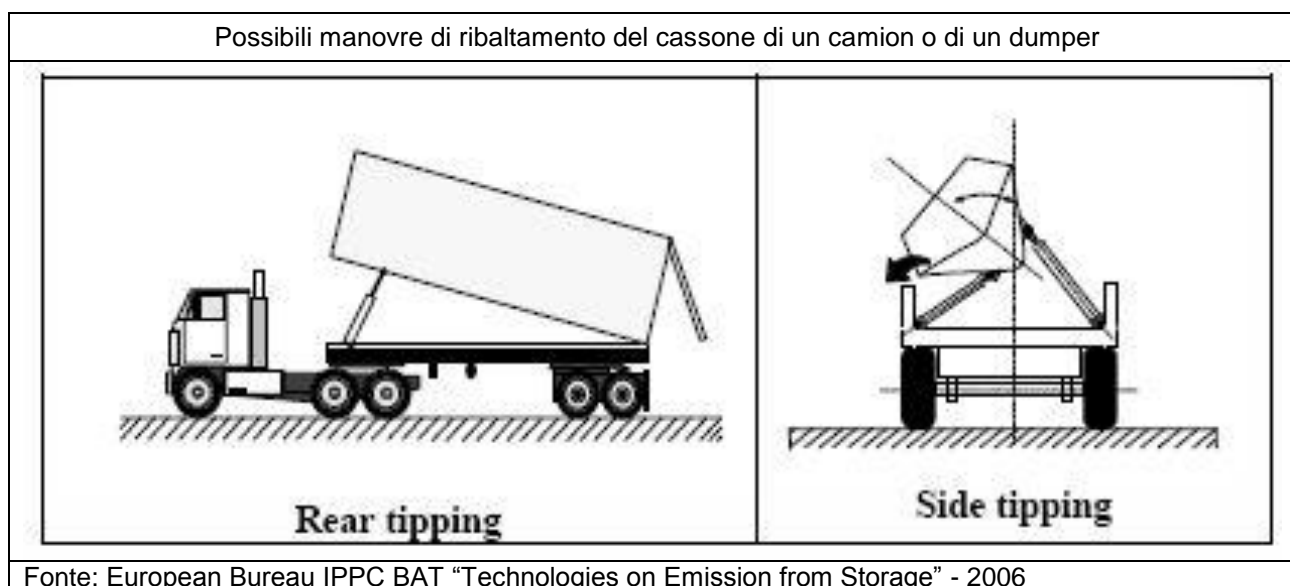 Possibili manovre di ribaltamento del cassone di un camion o di un dumper
Rear tipping
Side tipping
Fonte: European Bureau IPPC BAT “Technologies on Emission from Storage” - 2006